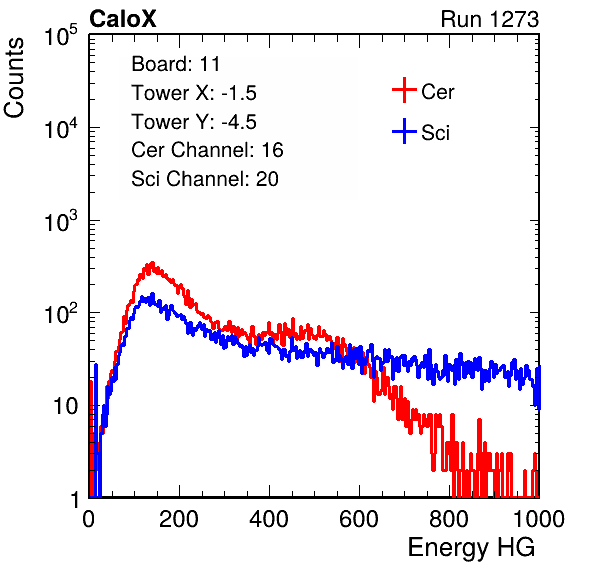 CaloX Run 1273
Counts
10^5
10^4
10^3
10^2
10
1
Board: 11
Tower X: -1.5
Tower Y: -4.5
Cer Channel: 16
Sci Channel: 20
Cer
Sci
0 200 400 600 800 1000
Energy HG